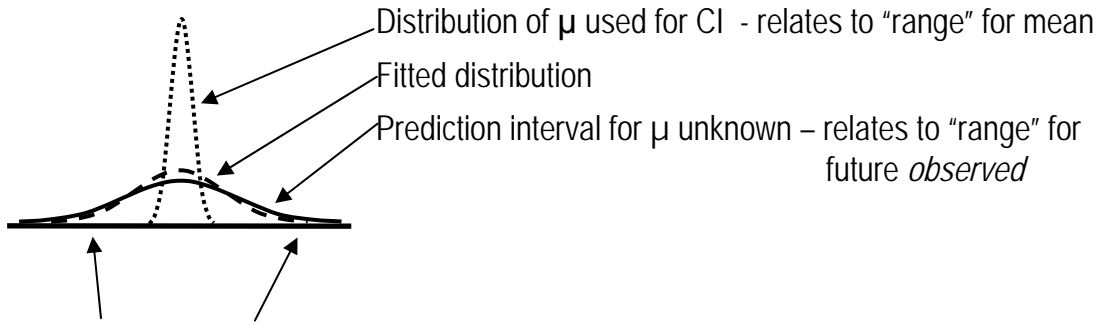 Distribution of μ used for CI - relates to "range" for mean
Fitted distribution
Prediction interval for μ unknown – relates to "range" for
future observed